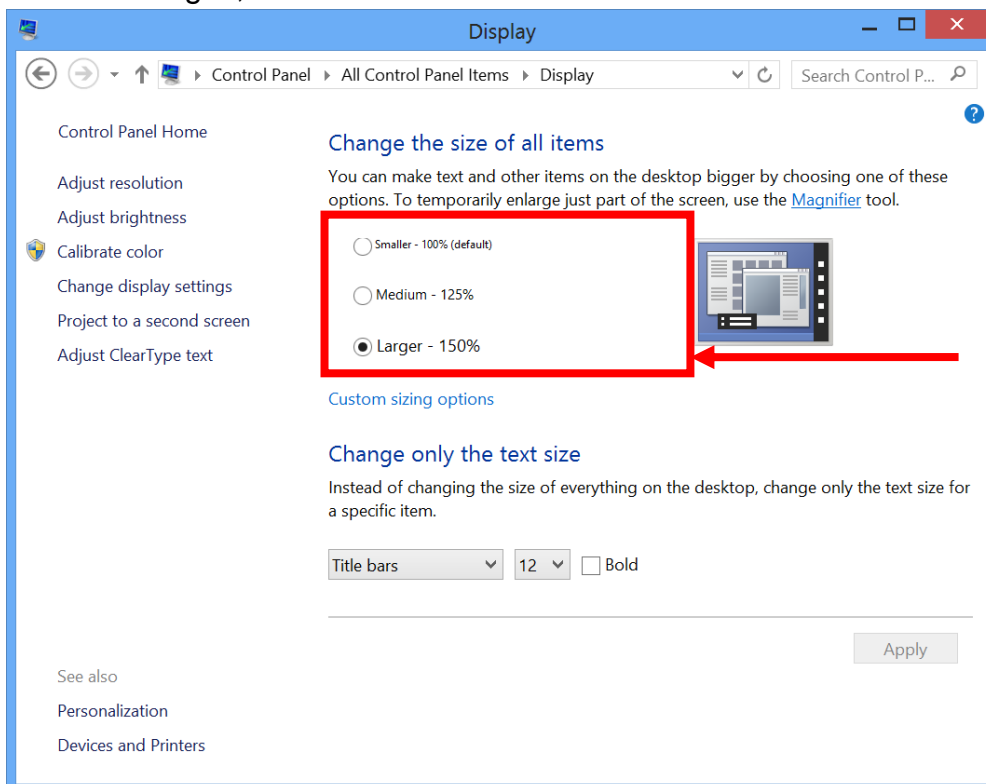 Display
Control Panel ▸ All Control Panel Items ▸ Display
Search Control P...
Control Panel Home
Adjust resolution
Adjust brightness
Calibrate color
Change display settings
Project to a second screen
Adjust ClearType text
Change the size of all items
You can make text and other items on the desktop bigger by choosing one of these
options. To temporarily enlarge just part of the screen, use the Magnifier tool.
Smaller - 100% (default)
Medium - 125%
Larger - 150%
Custom sizing options
Change only the text size
Instead of changing the size of everything on the desktop, change only the text size for
a specific item.
Title bars 12 Bold
Apply
See also
Personalization
Devices and Printers